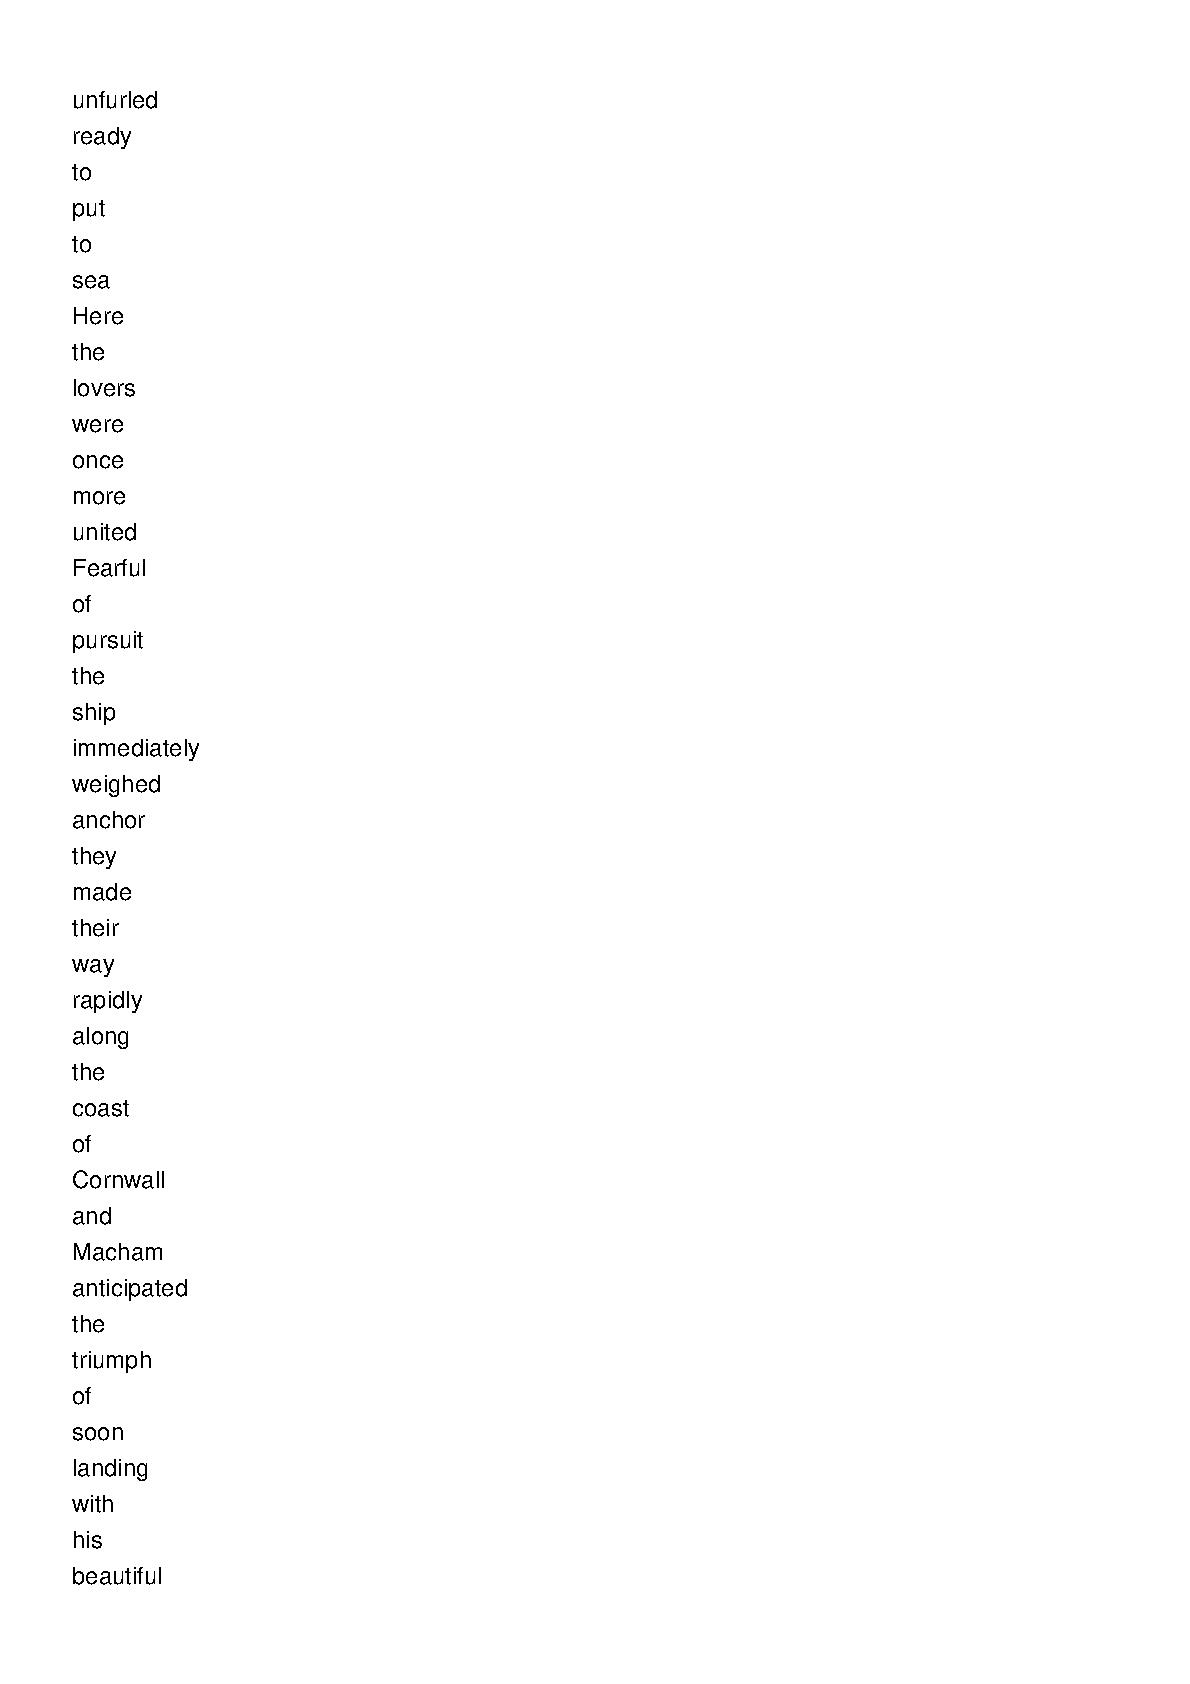 unfurled
ready
to
put
to
sea
Here
the
lovers
were
once
more
united
Fearful
of
pursuit
the
ship
immediately
weighed
anchor
they
made
their
way
rapidly
along
the
coast
of
Cornwall
and
Macham
anticipated
the
triumph
of
soon
landing
with
his
beautiful